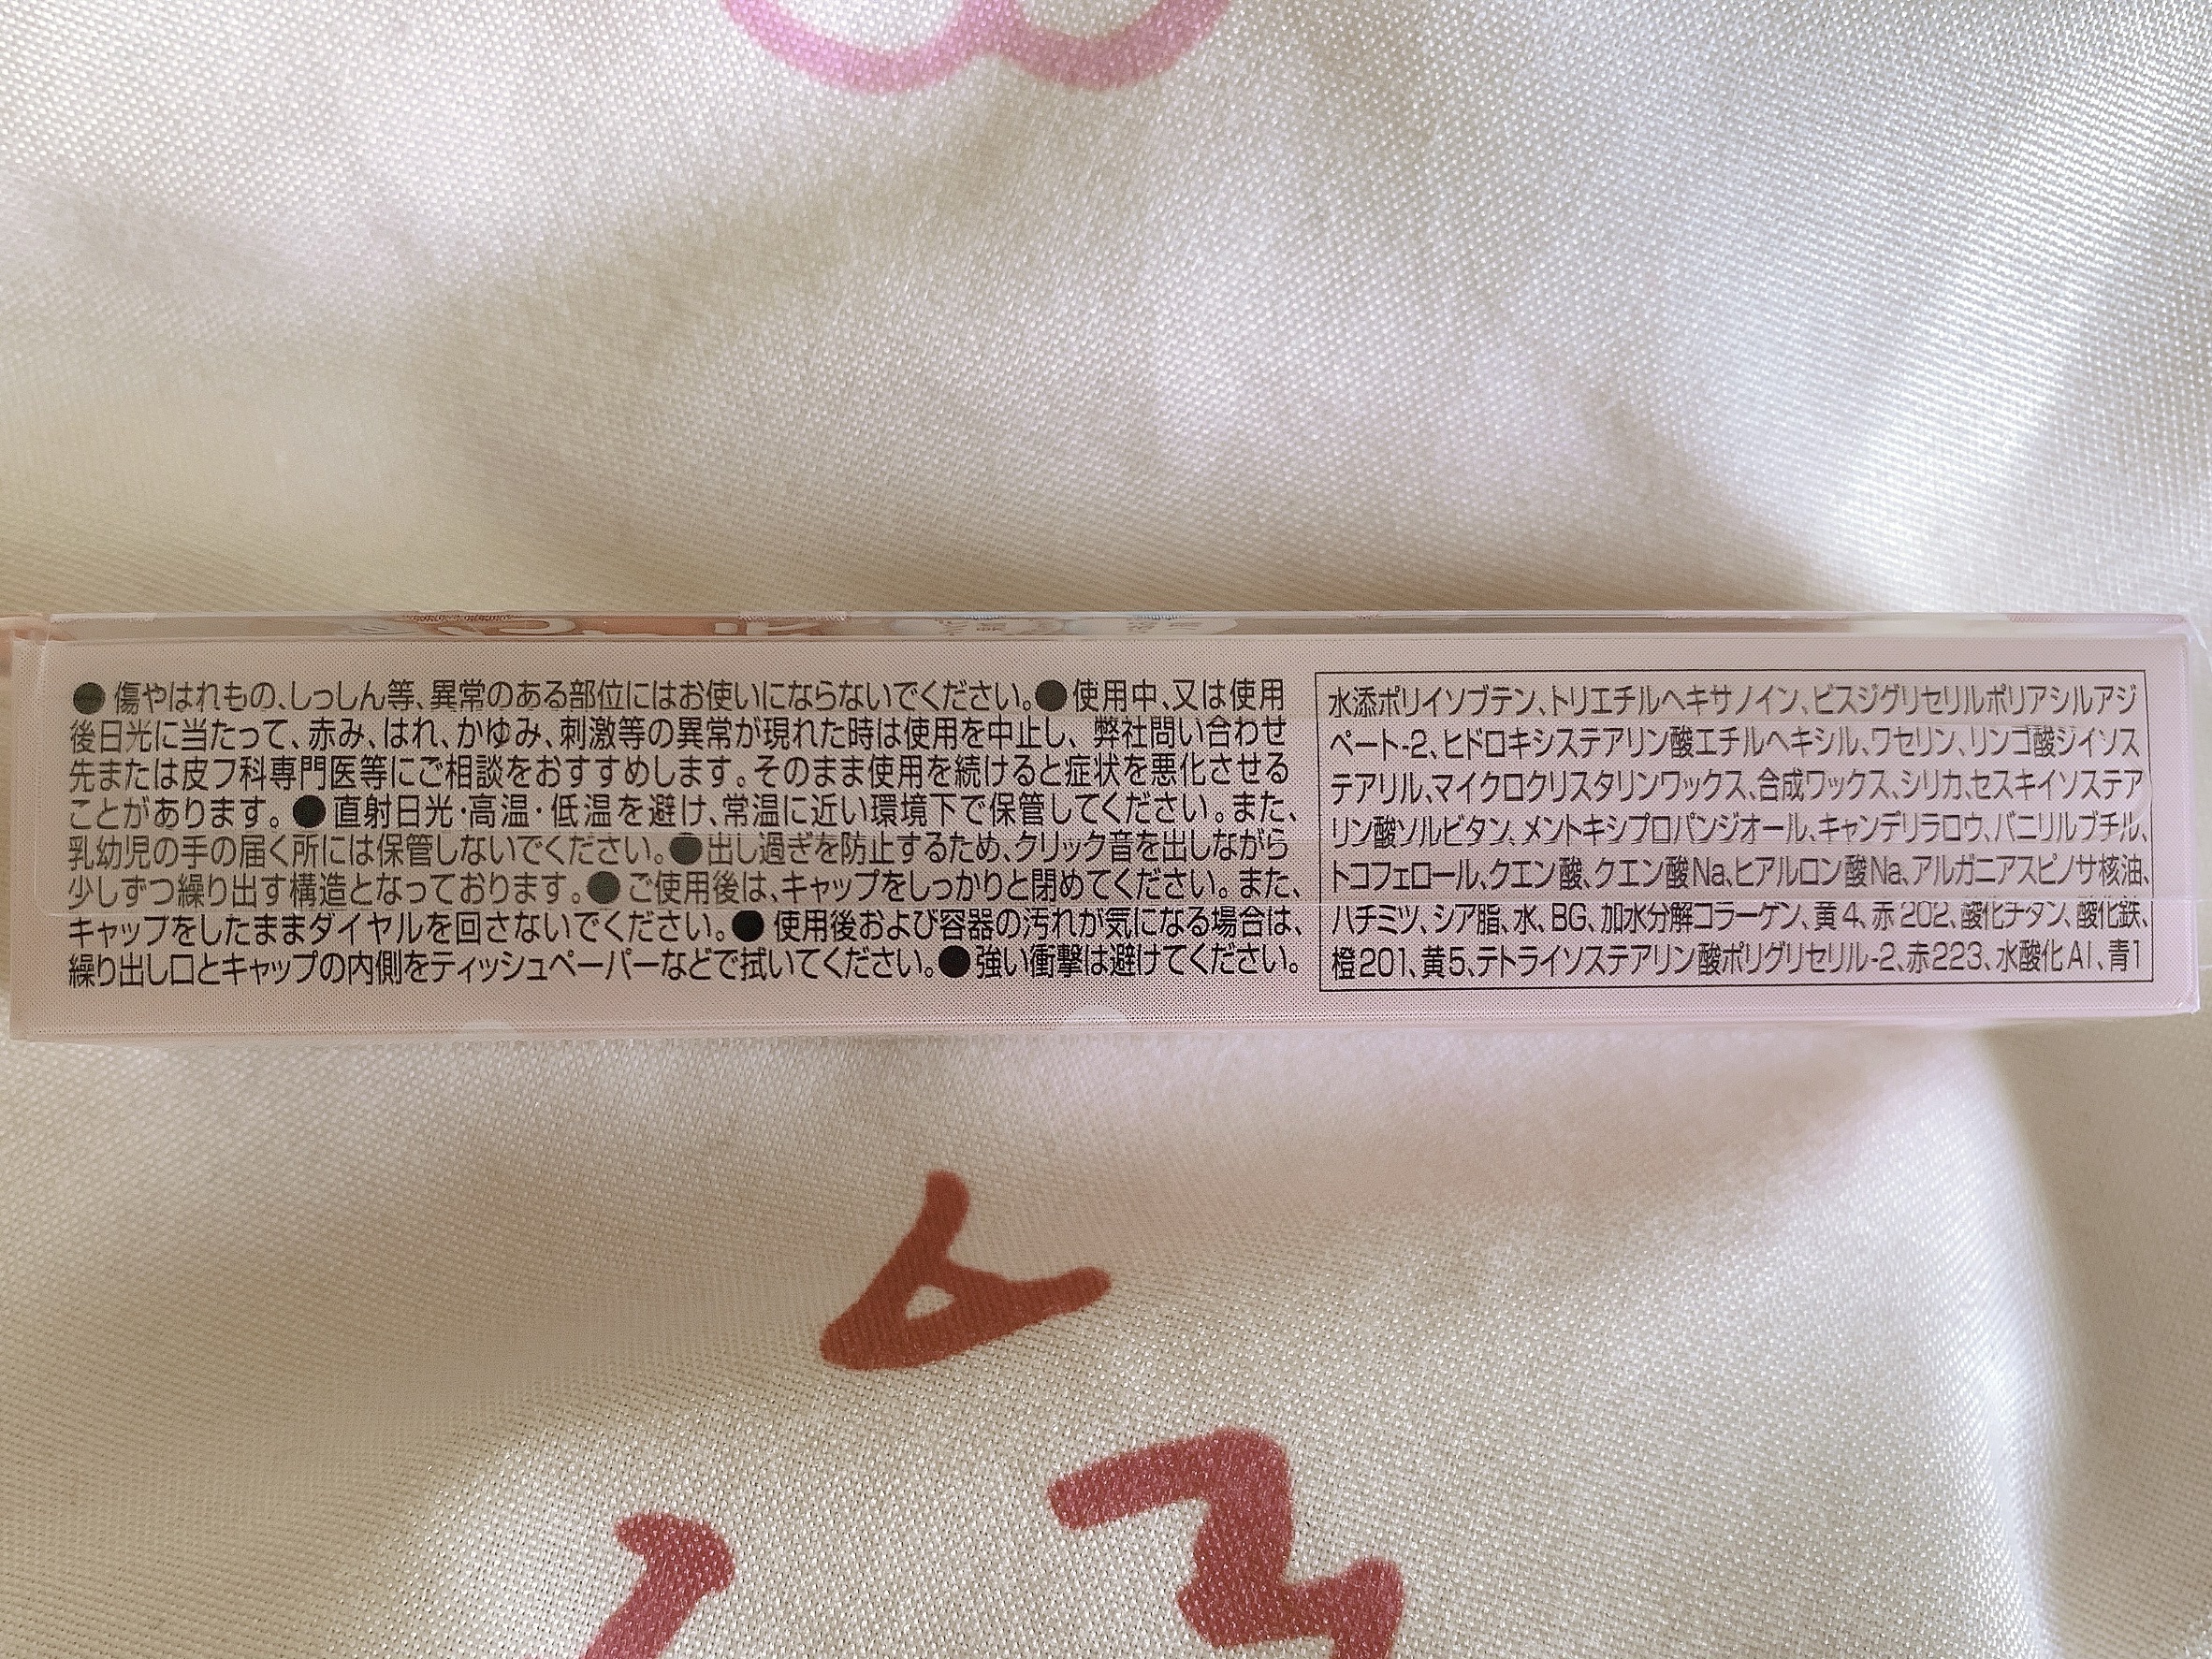 ●傷やはれもの、しっしん等、異常のある部位にはお使いにならないでください。●使用中、又は使用
後日光に当たって、赤み、はれ、かゆみ、刺激等の異常が現れた時は使用を中止し、弊社問い合わせ
先または皮フ科専門医等にご相談をおすすめします。そのまま使用を続けると症状を悪化させる
ことがあります。●直射日光・高温・低温を避け、常温に近い環境下で保管してください。また、
乳幼児の手の届く所には保管しないでください。●出し過ぎを防止するため、クリック音を出しながら
少しずつ繰り出す構造となっております。●ご使用後は、キャップをしっかりと閉めてください。また、
キャップをしたままダイヤルを回さないでください。●使用後および容器の汚れが気になる場合は、
繰り出し口とキャップの内側をティッシュペーパーなどで拭いてください。●強い衝撃は避けてください。
水添ポリイソブテン、トリエチルヘキサノイン、ビスジグリセリルポリアシルアジ
ペート-2、ヒドロキシステアリン酸エチルヘキシル、ワセリン、リンゴ酸ジイソス
テアリル、マイクロクリスタリンワックス、合成ワックス、シリカ、セスキイソステア
リン酸ソルビタン、メントキシプロパンジオール、キャンデリラロウ、バニリルブチル、
トコフェロール、クエン酸、クエン酸Na、ヒアルロン酸Na、アルガニアスピノサ核油、
ハチミツ、シア脂、水、BG、加水分解コラーゲン、黄4、赤202、酸化チタン、酸化鉄、
橙201、黄5、テトライソステアリン酸ポリグリセリル-2、赤223、水酸化Al、青1